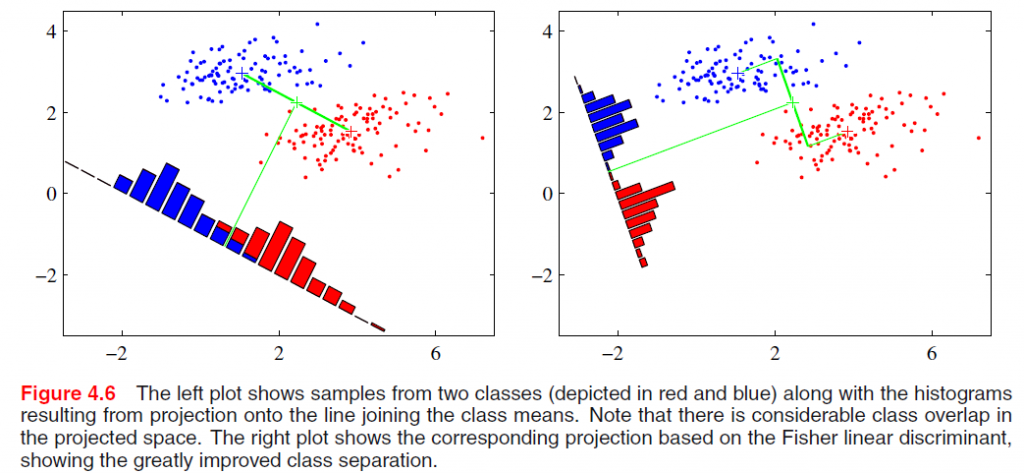 4
2
0
−2
−2 2 6
4
2
0
−2
−2 2 6
Figure 4.6 The left plot shows samples from two classes (depicted in red and blue) along with the histograms
resulting from projection onto the line joining the class means. Note that there is considerable class overlap in
the projected space. The right plot shows the corresponding projection based on the Fisher linear discriminant,
showing the greatly improved class separation.